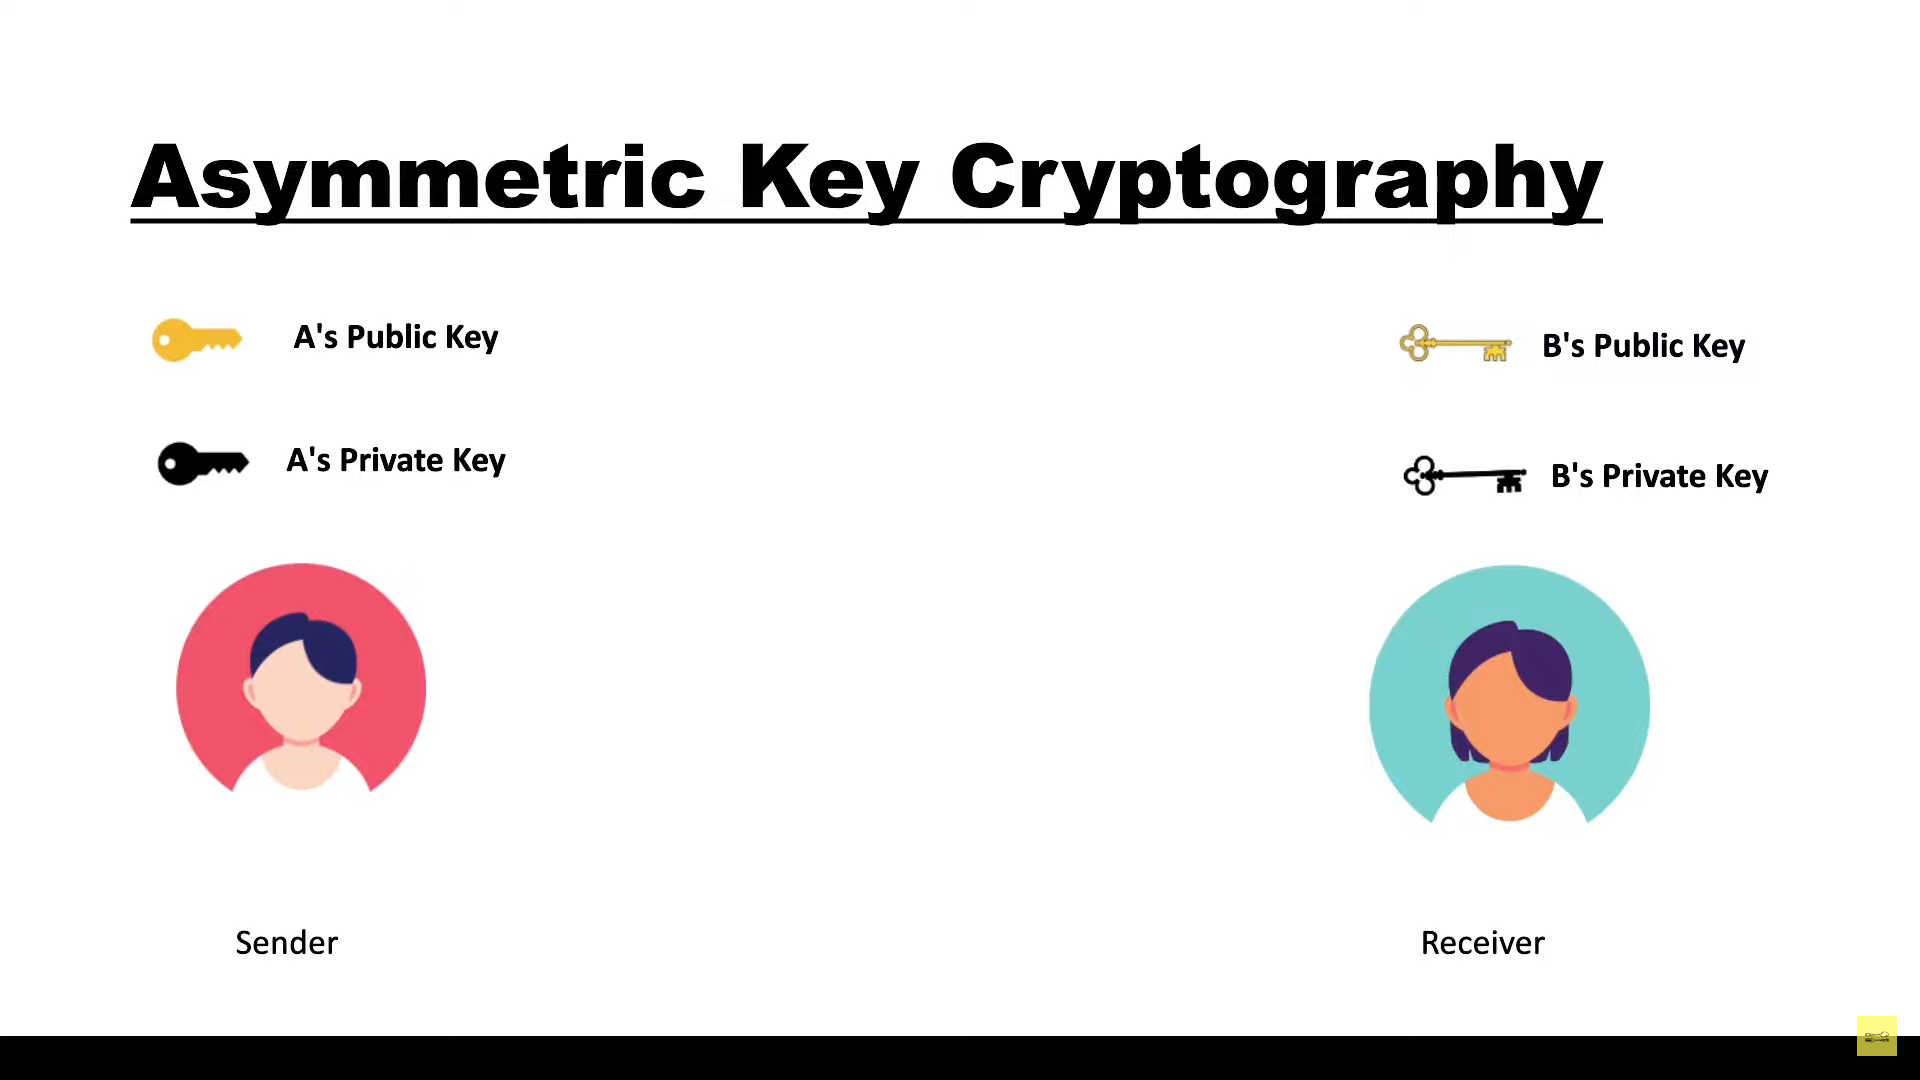 Asymmetric Key Cryptography
A's Public Key
B's Public Key
A's Private Key
B's Private Key
Sender
Receiver